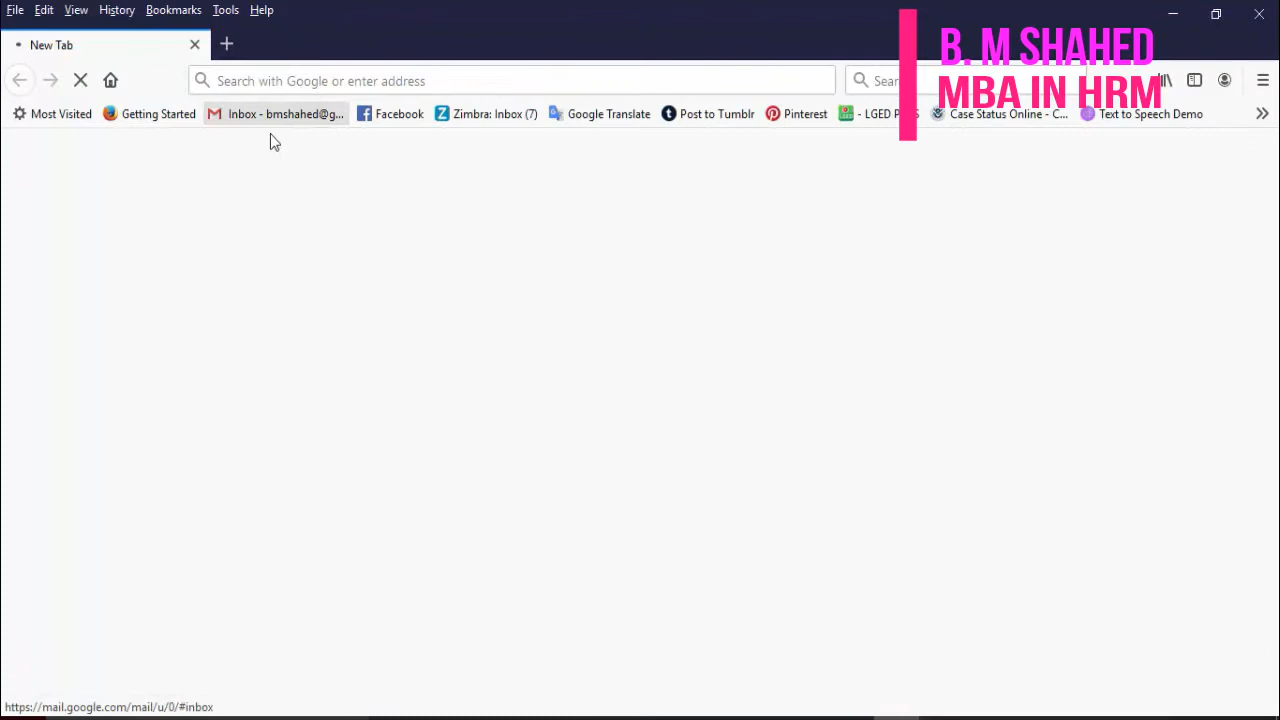 File Edit View History Bookmarks Tools Help
New Tab
B. M SHAHED
Search with Google or enter address
MBA IN HRM
Most Visited Getting Started Inbox - bmshahed@g... Facebook Zimbra: Inbox (7) Google Translate Post to Tumblr Pinterest - LGED Case Status Online - C... Text to Speech Demo
https://mail.google.com/mail/u/0/#inbox